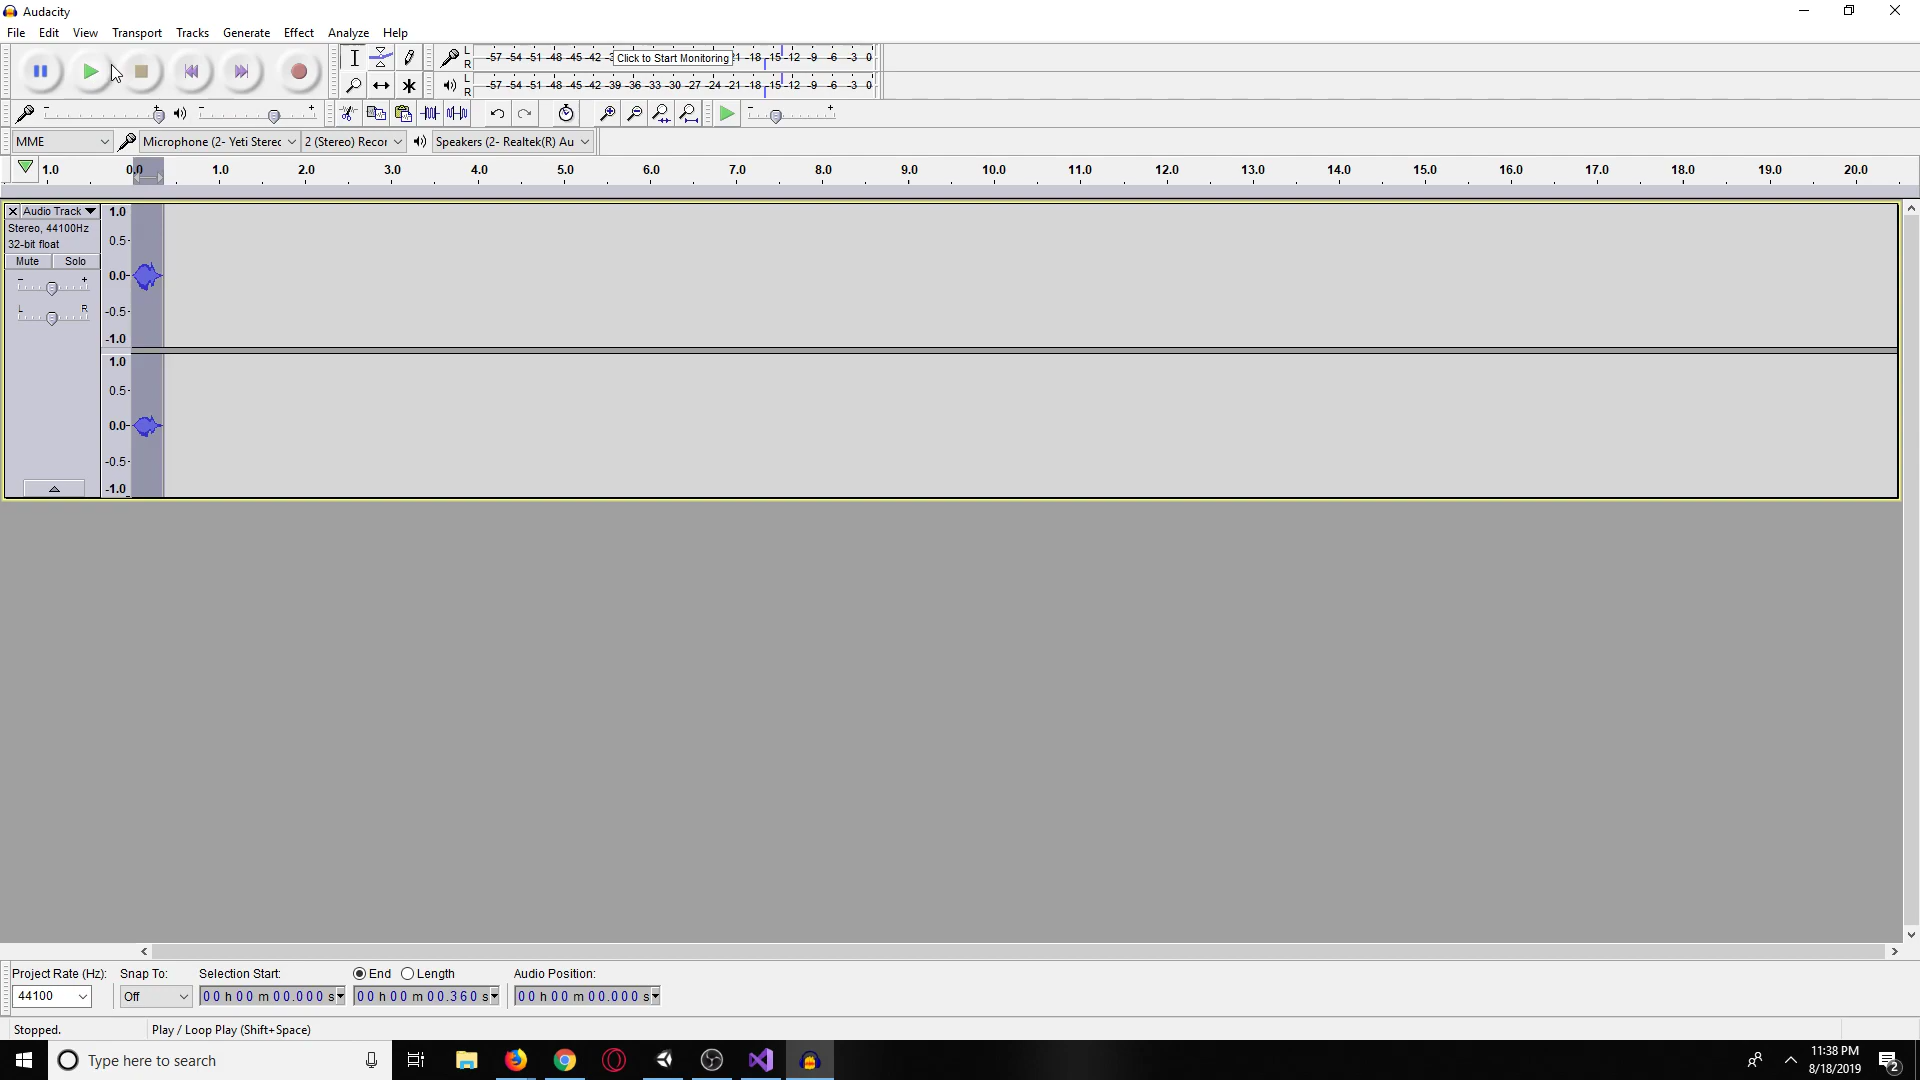 Audacity
File Edit View Transport Tracks Generate Effect Analyze Help
L
R
-57 -54 -51 -48 -45 -42 -3 Click to Start Monitoring 1 -18 -15 -12 -9 -6 -3 0
L
R
-57 -54 -51 -48 -45 -42 -39 -36 -33 -30 -27 -24 -21 -18 -15 -12 -9 -6 -3 0
MME Microphone (2- Yeti Sterec 2 (Stereo) Recor Speakers (2- Realtek(R) Au
1.0 0.0 1.0 2.0 3.0 4.0 5.0 6.0 7.0 8.0 9.0 10.0 11.0 12.0 13.0 14.0 15.0 16.0 17.0 18.0 19.0 20.0
Audio Track 1.0
Stereo, 44100Hz
32-bit float 0.5
Mute Solo
0.0
L R -0.5
-1.0
1.0
0.5
0.0
-0.5
-1.0
Project Rate (Hz): Snap To: Selection Start: End Length Audio Position:
44100 Off 00 h 00 m 00.000 s 00 h 00 m 00.360 s 00 h 00 m 00.000 s
Stopped. Play / Loop Play (Shift+Space)
Type here to search
11:38 PM
8/18/2019
2